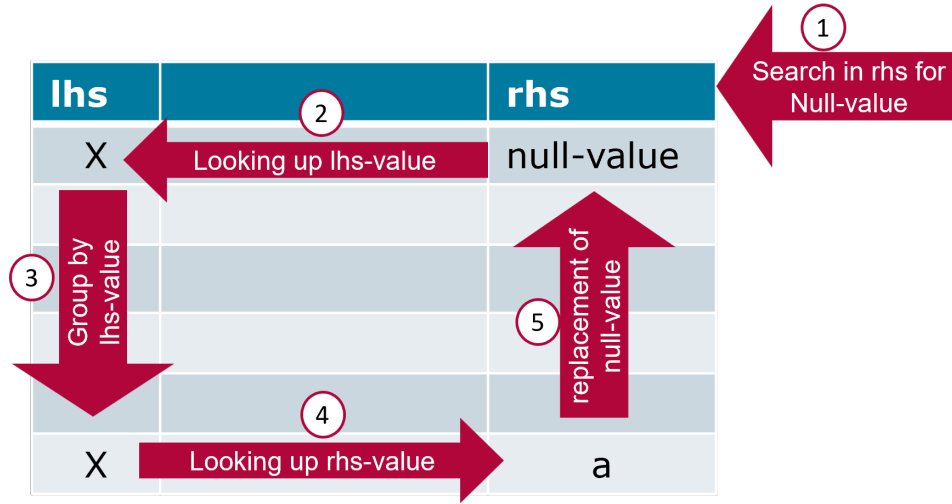 1
Search in rhs for
Null-value
lhs
rhs
2
X
Looking up lhs-value
null-value
3
Group by
lhs-value
5
replacement of
null-value
4
X
Looking up rhs-value
a